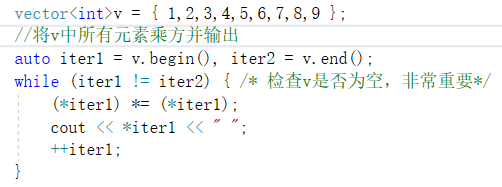 vector<int>v = { 1,2,3,4,5,6,7,8,9 };
//将v中所有元素乘方并输出
auto iter1 = v.begin(), iter2 = v.end();
while (iter1 != iter2) { /* 检查v是否为空，非常重要*/
(*iter1) *= (*iter1);
cout << *iter1 << " ";
++iter1;
}